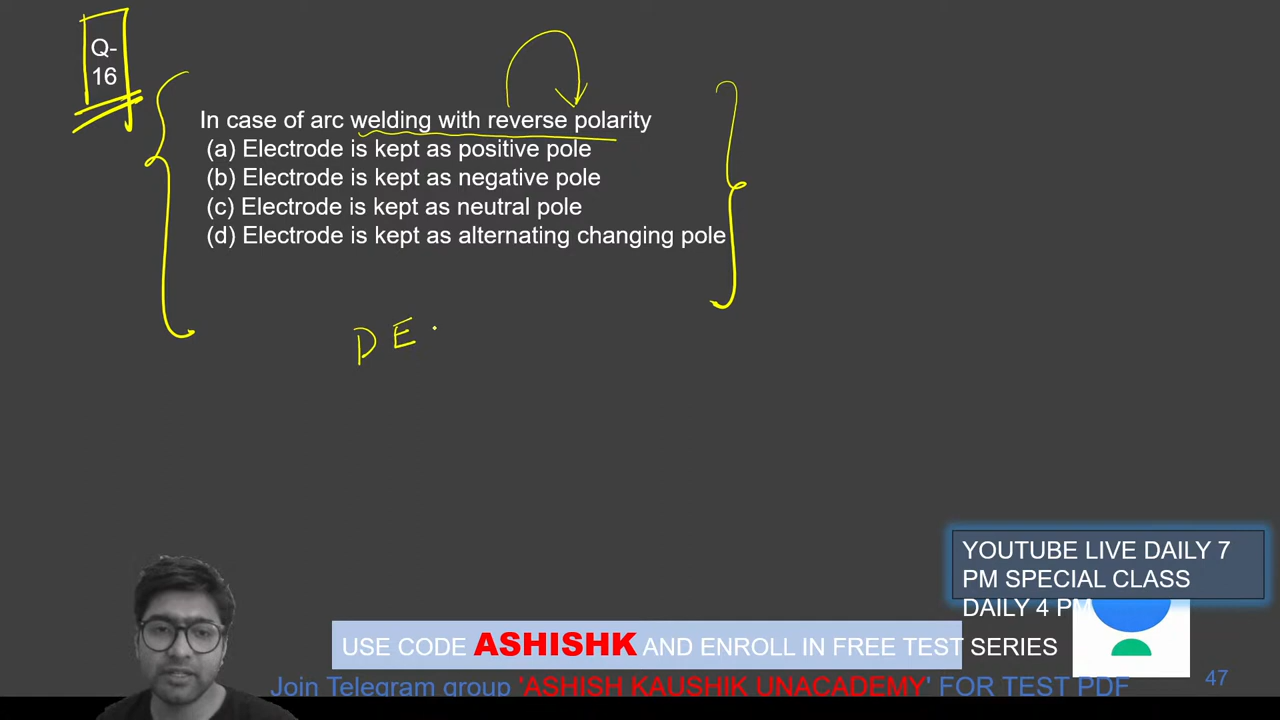 Q-
16
In case of arc welding with reverse polarity
(a) Electrode is kept as positive pole
(b) Electrode is kept as negative pole
(c) Electrode is kept as neutral pole
(d) Electrode is kept as alternating changing pole
D E
YOUTUBE LIVE DAILY 7
PM SPECIAL CLASS
DAILY 4 PM
USE CODE ASHISHK AND ENROLL IN FREE TEST SERIES
Join Telegram group 'ASHISH KAUSHIK UNACADEMY' FOR TEST PDF
47